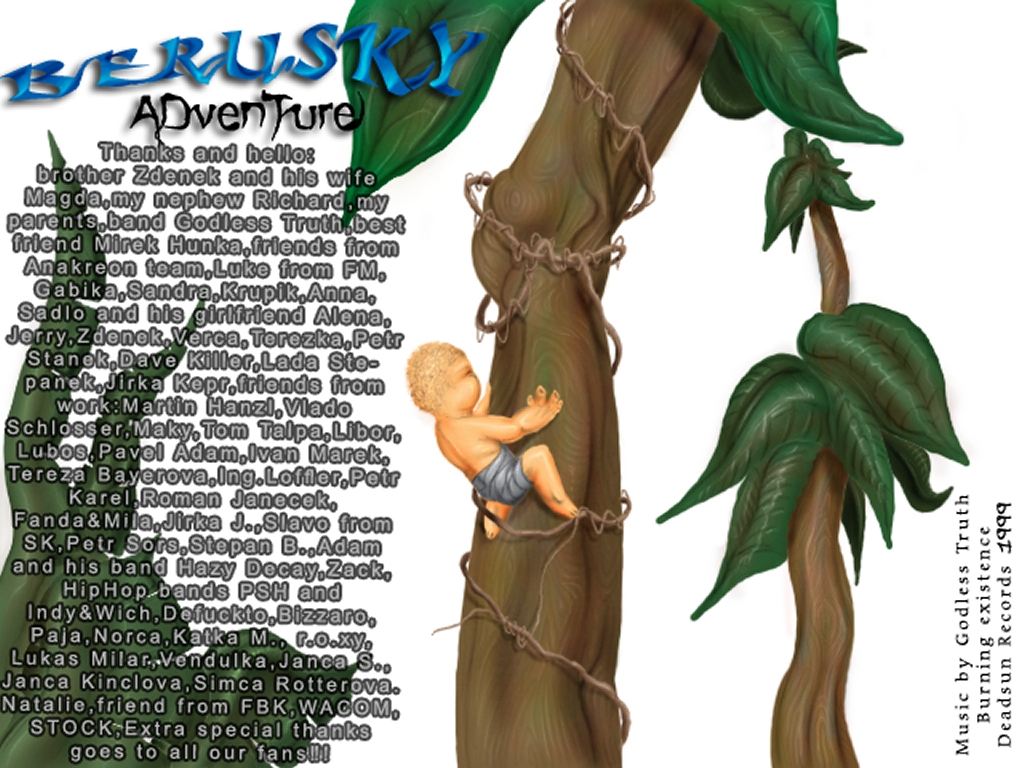 BERUSKY
ADvenTure
Thanks and hello:
brother Zdenek and his wife
Magda,my nephew Richard,my
parents,band Godless Truth,best
friend Mirek Hunka,friends from
Anakreon team,Luke from FM,
Gabika,Sandra,Krupik,Anna,
Sadlo and his girlfriend Alena,
Jerry,Zdenek,Verca,Terezka,Petr
Stanek,Dave Killer,Lada Ste-
panek,Jirka Kepr,friends from
work:Martin Hanzl,Vlado
Schlosser,Maky,Tom Talpa,Libor,
Lubos,Pavel Adam,Ivan Marek,
Tereza Bayerova,Ing.Loffler,Petr
Karel,Roman Janecek,
Fanda&Mila,Jirka J.,Slavo from
SK,Petr Sors,Stepan B.,Adam
and his band Hazy Decay,Zack,
HipHop bands PSH and
Indy&Wich,Defuckto,Bizzaro,
Paja,Norca,Katka M., r.o.xy,
Lukas Milar,Vendulka,Janca S.,
Janca Kinclova,Simca Rotterova.
Natalie,friend from FBK,WACOM,
STOCK,Extra special thanks
goes to all our fans!!!
Music by Godless Truth
Burning existence
Deadsun Records 1999